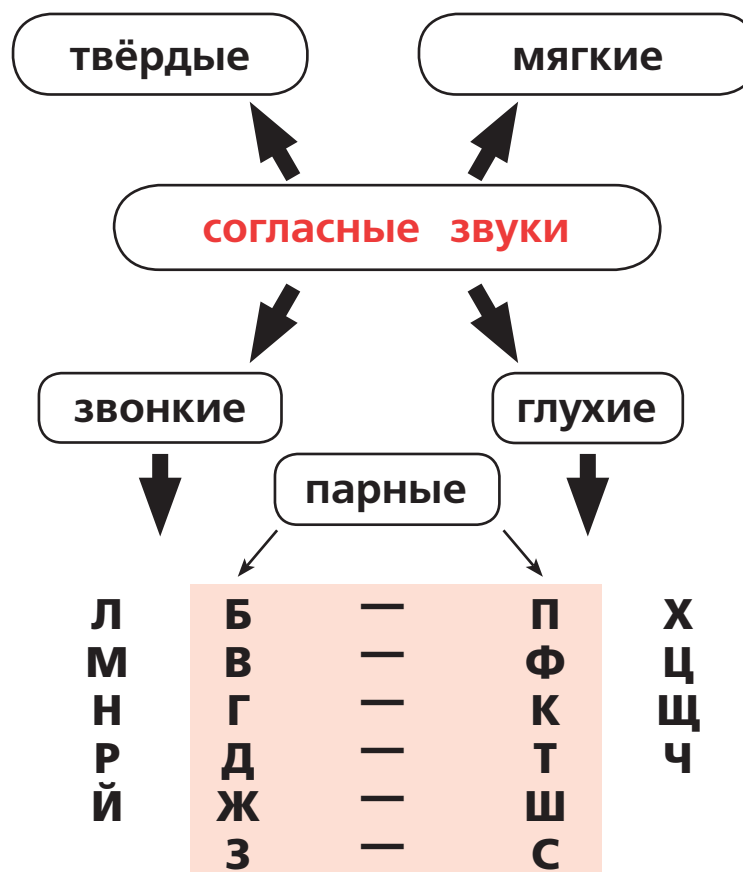 твёрдые мягкие
согласные звуки
звонкие глухие
парные
Л Б — П Х
М В — Ф Ц
Н Г — К Щ
Р Д — Т Ч
Й Ж — Ш
З — С